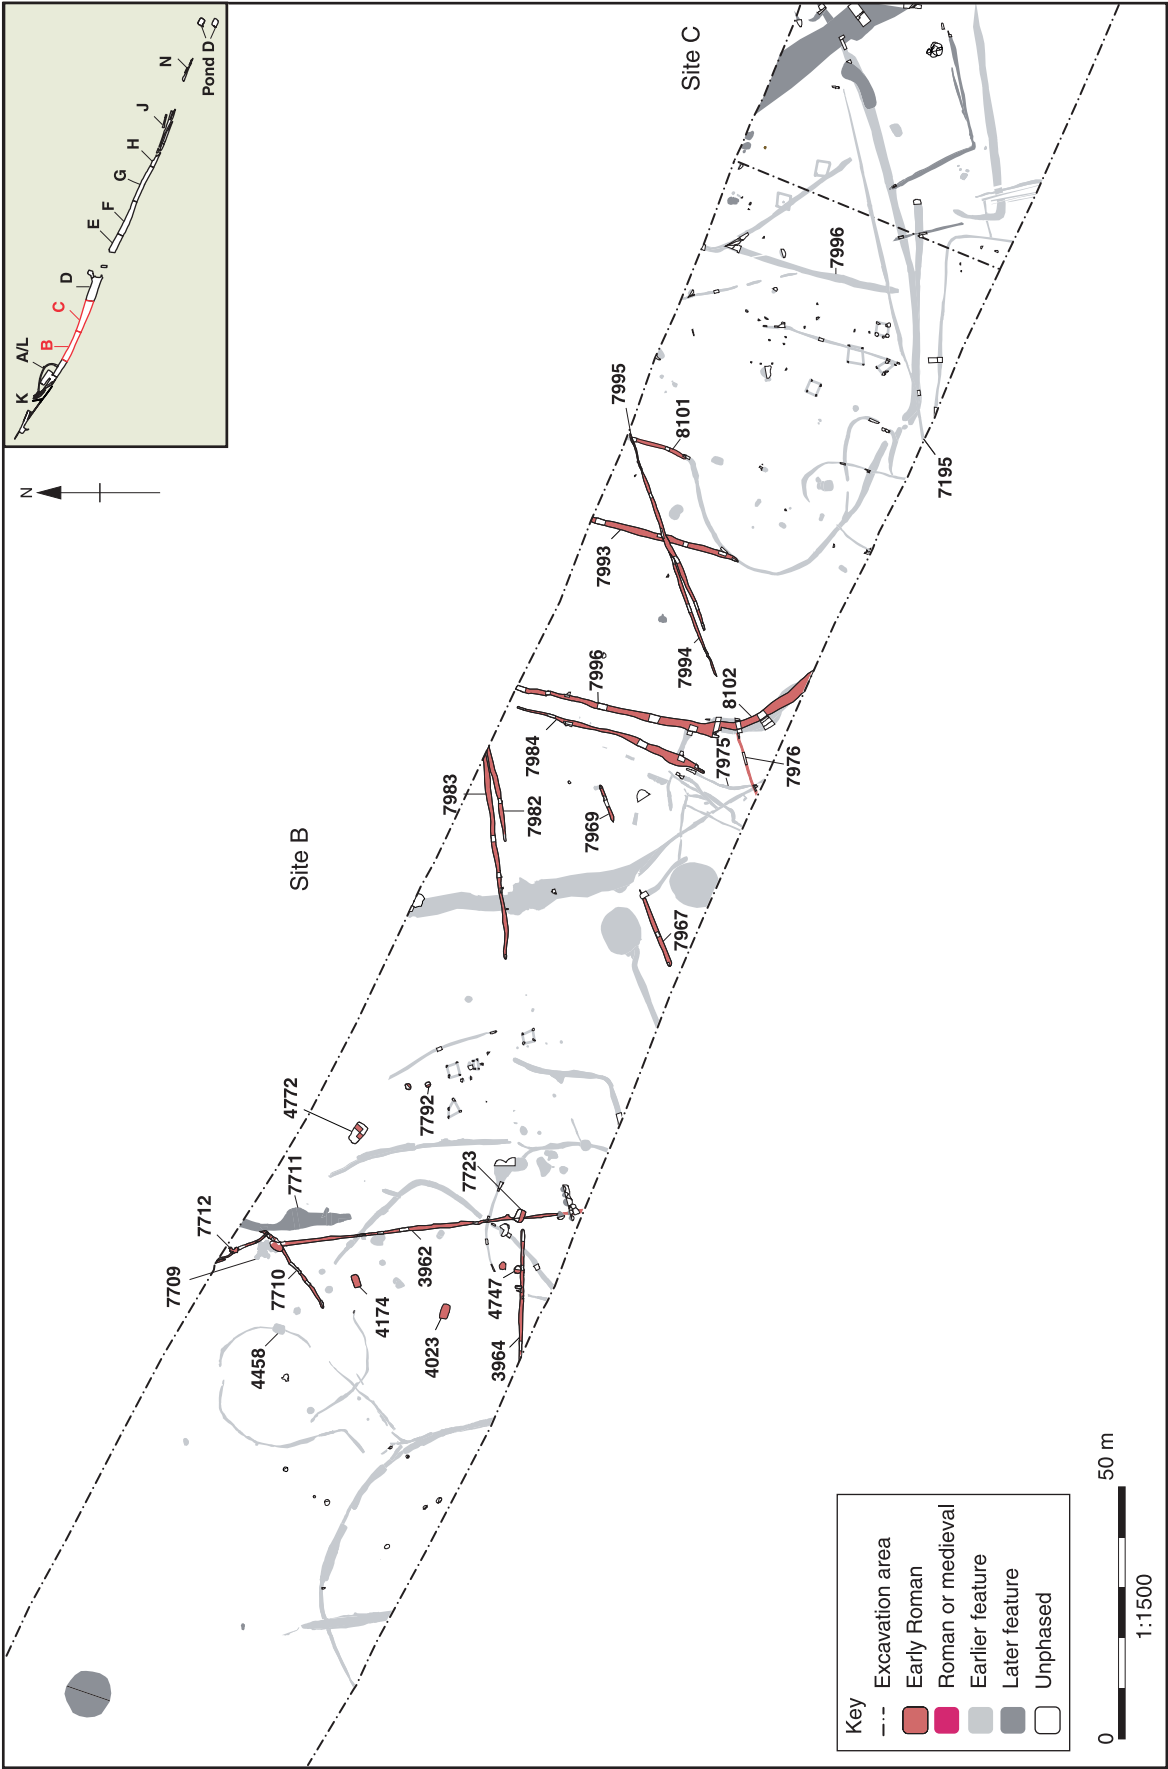 K
A/L
B
C
D
E
F
G
H
J
N
Pond D
N
Site B
Site C
7712
7709
7711
7710
4772
4458
4174
4023
3962
7792
7723
4747
3964
7983
7982
7984
7969
7967
7996
7975
7976
8102
7994
7993
7995
8101
7996
7195
Key
Excavation area
Early Roman
Roman or medieval
Earlier feature
Later feature
Unphased
0
50 m
1:1500